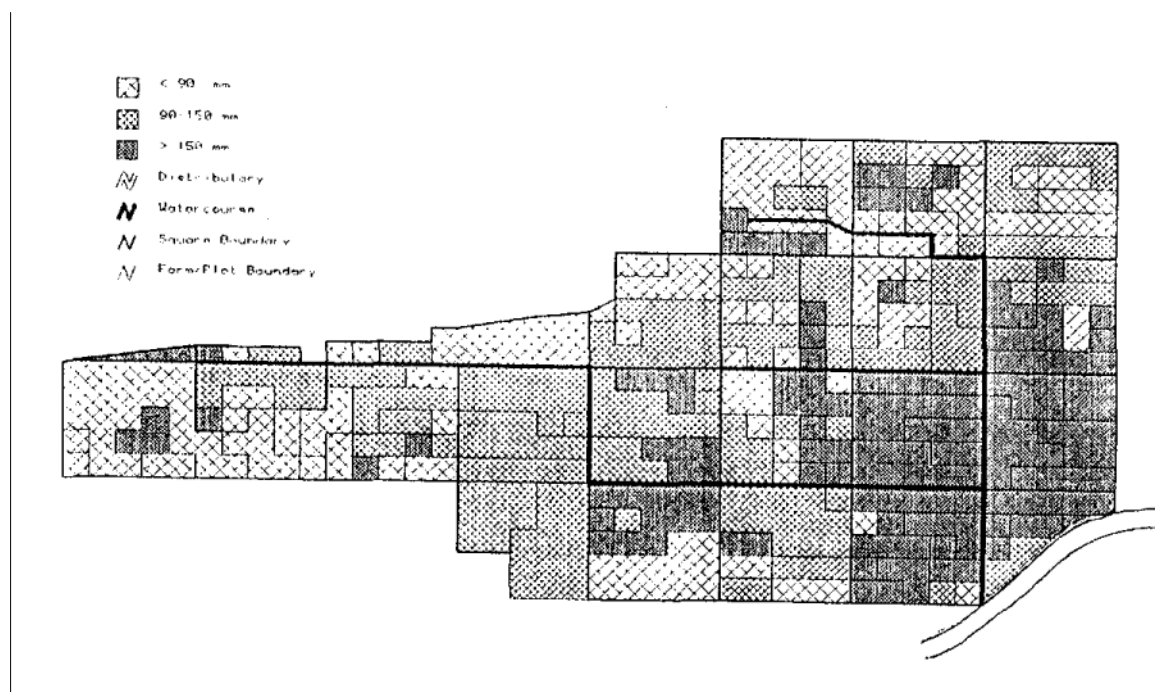 < 90 mm
90-150 mm
> 150 mm
Distributary
Watercourse
Square Boundary
Farm/Plot Boundary